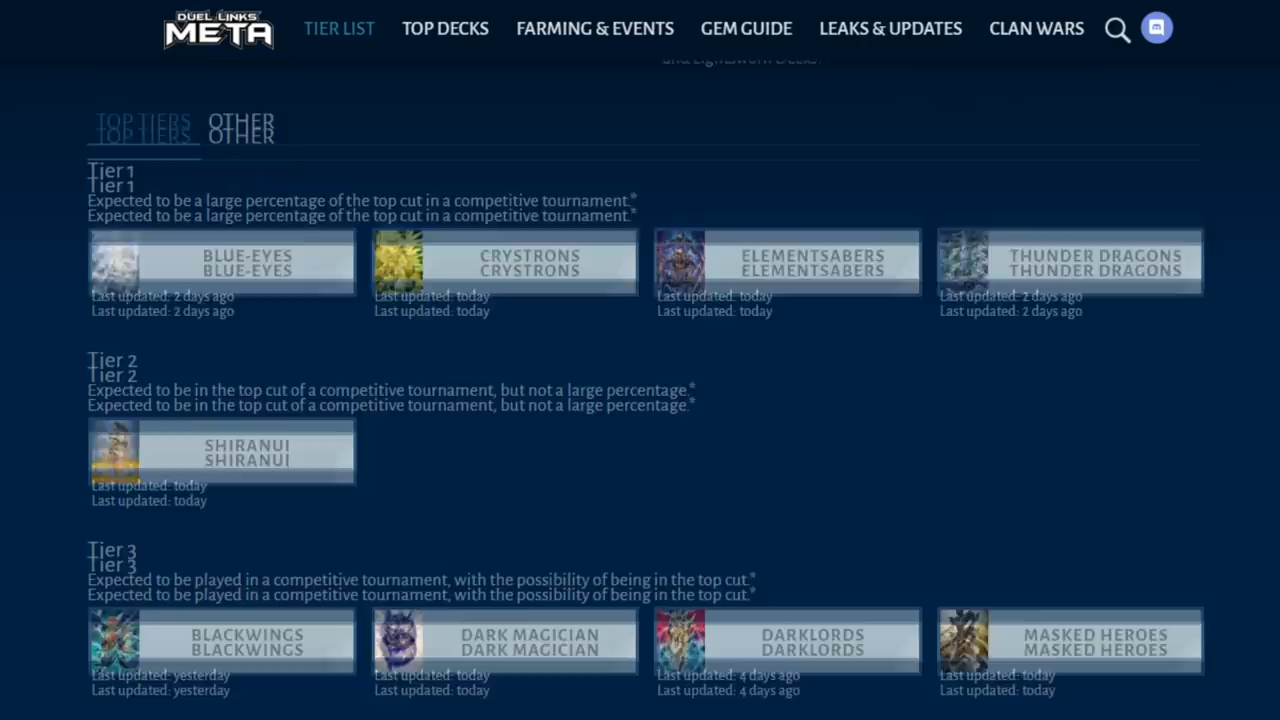 DUEL LINKS
META
TIER LIST
TOP DECKS
FARMING & EVENTS
GEM GUIDE
LEAKS & UPDATES
CLAN WARS
TOP TIERS
OTHER
Tier 1
Expected to be a large percentage of the top cut in a competitive tournament.*
BLUE-EYES
CRYSTRONS
ELEMENTSABERS
THUNDER DRAGONS
Last updated: 2 days ago
Last updated: today
Last updated: today
Last updated: 2 days ago
Tier 2
Expected to be in the top cut of a competitive tournament, but not a large percentage.*
SHIRANUI
Last updated: today
Tier 3
Expected to be played in a competitive tournament, with the possibility of being in the top cut.*
BLACKWINGS
DARK MAGICIAN
DARKLORDS
MASKED HEROES
Last updated: yesterday
Last updated: today
Last updated: 4 days ago
Last updated: today